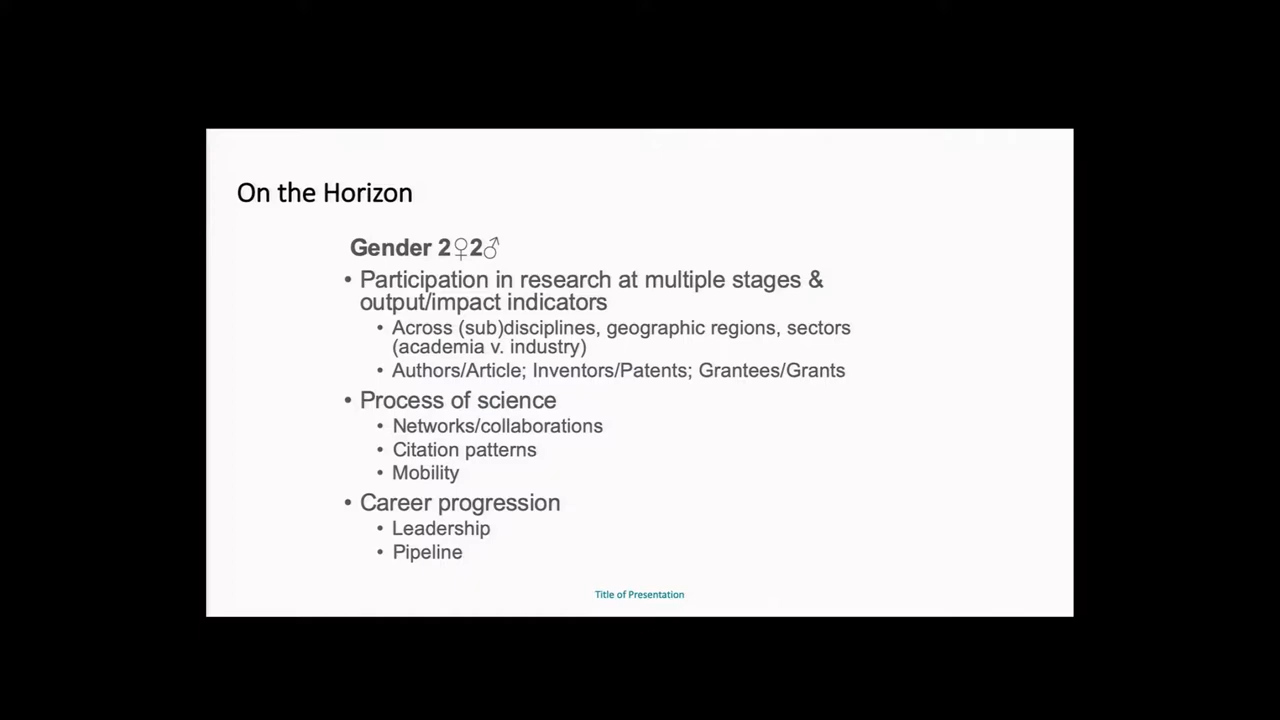 On the Horizon
Gender 2♀2♂
• Participation in research at multiple stages &
output/impact indicators
• Across (sub)disciplines, geographic regions, sectors
(academia v. industry)
• Authors/Article; Inventors/Patents; Grantees/Grants
• Process of science
• Networks/collaborations
• Citation patterns
• Mobility
• Career progression
• Leadership
• Pipeline
Title of Presentation